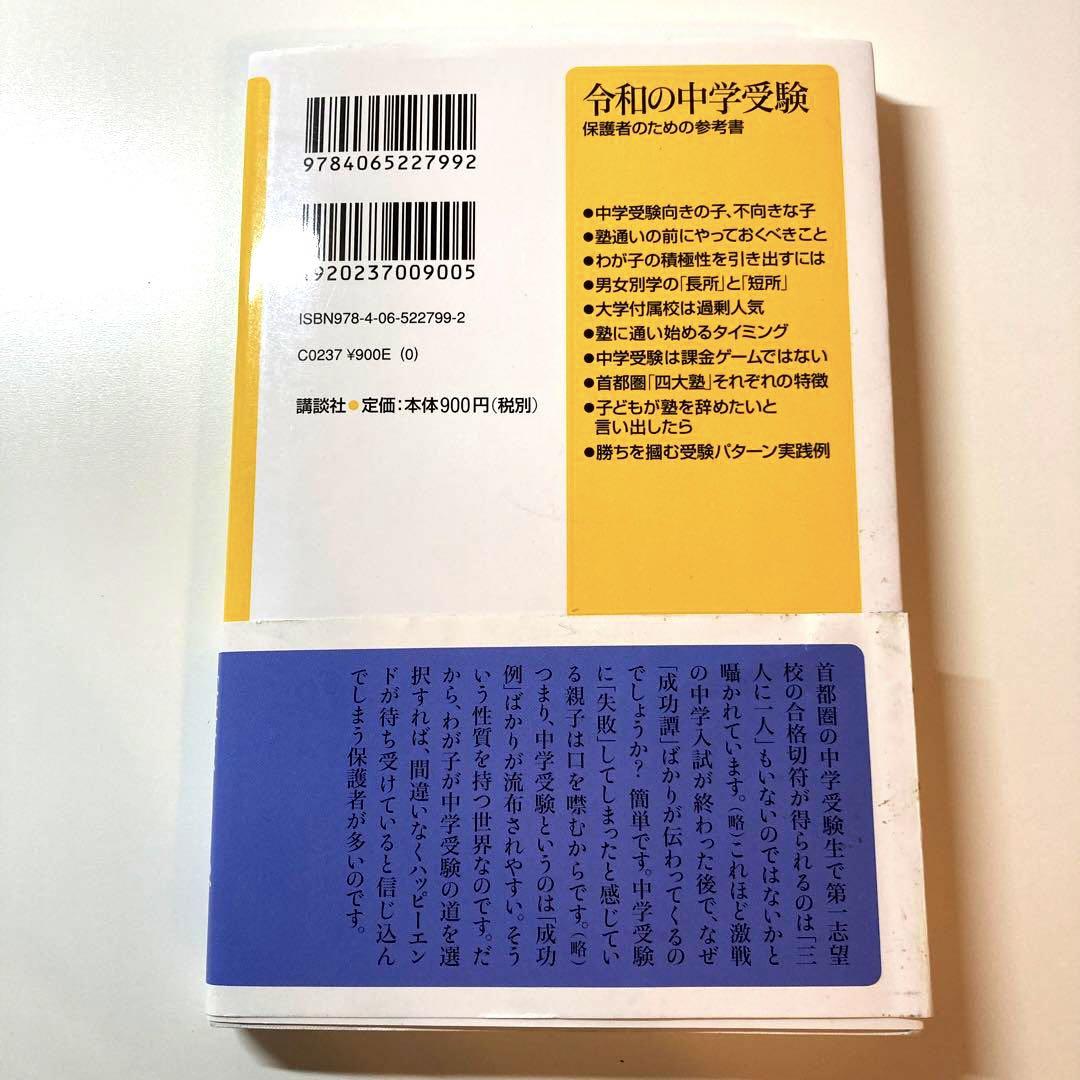 9784065227992
1920237009005
ISBN978-4-06-522799-2
C0237 ¥900E (0)
講談社●定価：本体900円（税別）
令和の中学受験
保護者のための参考書
●中学受験向きの子、不向きな子
●塾通いの前にやっておくべきこと
●わが子の積極性を引き出すには
●男女別学の「長所」と「短所」
●大学付属校は過剰人気
●塾に通い始めるタイミング
●中学受験は課金ゲームではない
●首都圏「四大塾」それぞれの特徴
●子どもが塾を辞めたいと
言い出したら
●勝ちを掴む受験パターン実践例
首都圏の中学受験生で第一志望
校の合格切符が得られるのは「三
人に一人」もいないのではないかと
囁かれています。（略）これほど激戦
の中学入試が終わった後で、なぜ
「成功譚」ばかりが伝わってくるの
でしょうか？　簡単です。中学受験
に「失敗」してしまったと感じてい
る親子は口を噤むからです。（略）
つまり、中学受験というのは「成功
例」ばかりが流布されやすい。そう
いう性質を持つ世界なのです。だ
から、わが子が中学受験の道を選
択すれば、間違いなくハッピーエン
ドが待ち受けていると信じ込ん
でしまう保護者が多いのです。